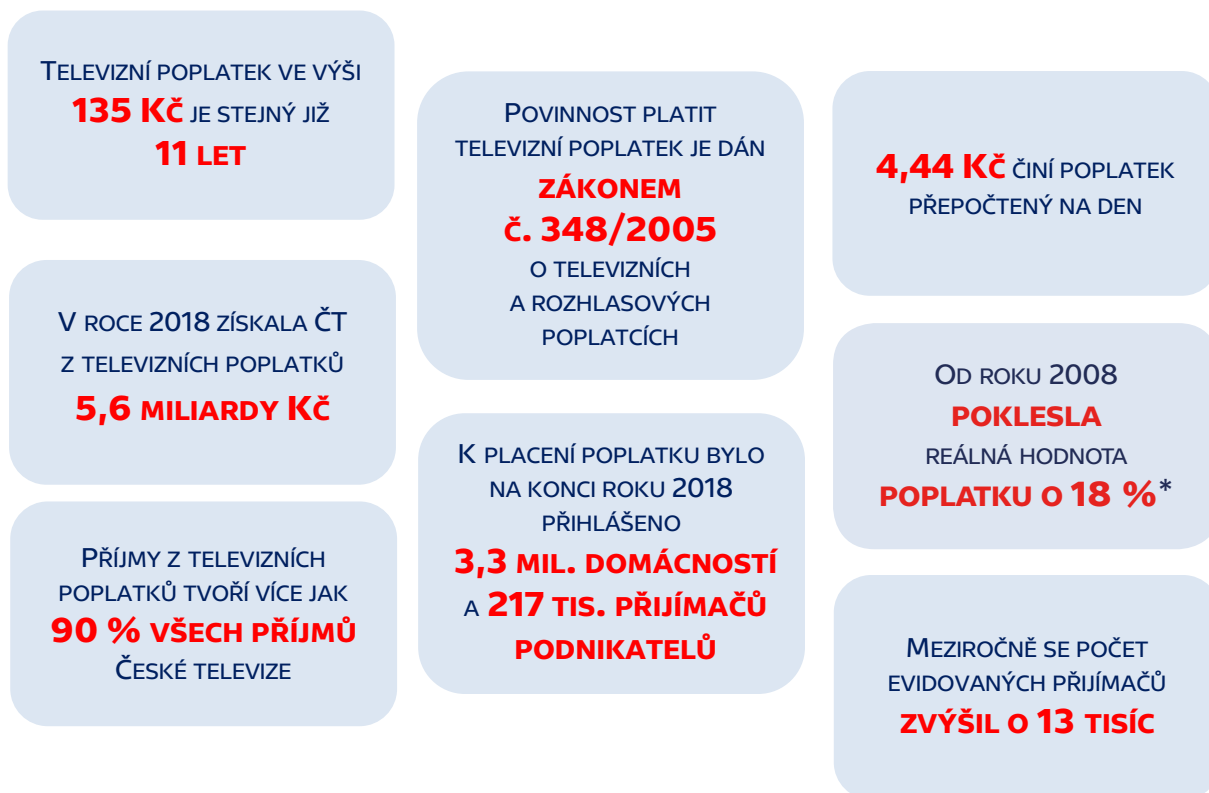 Televizní poplatek ve výši
135 Kč je stejný již
11 let
V roce 2018 získala ČT
z televizních poplatků
5,6 miliardy Kč
Příjmy z televizních
poplatků tvoří více jak
90 % všech příjmů
České televize
Povinnost platit
televizní poplatek je dán
zákonem
č. 348/2005
o televizních
a rozhlasových
poplatcích
K placení poplatku bylo
na konci roku 2018
přihlášeno
3,3 mil. domácností
a 217 tis. přijímačů
podnikatelů
4,44 Kč činí poplatek
přepočtený na den
Od roku 2008
poklesla
reálná hodnota
poplatku o 18 %*
Meziročně se počet
evidovaných přijímačů
zvýšil o 13 tisíc